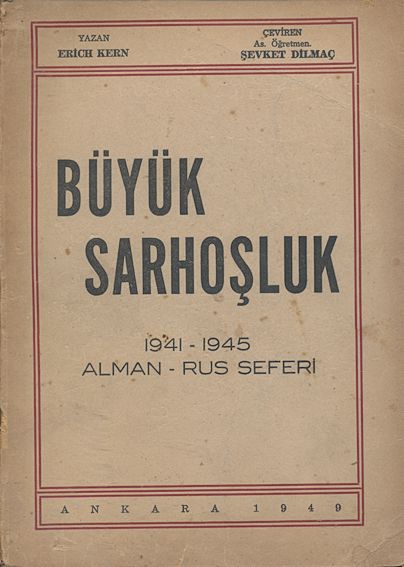 YAZAN
ERICH KERN
ÇEVİREN
As. Öğretmen.
ŞEVKET DİLMAÇ
BÜYÜK
SARHOŞLUK
1941 - 1945
ALMAN - RUS SEFERİ
ANKARA 1949